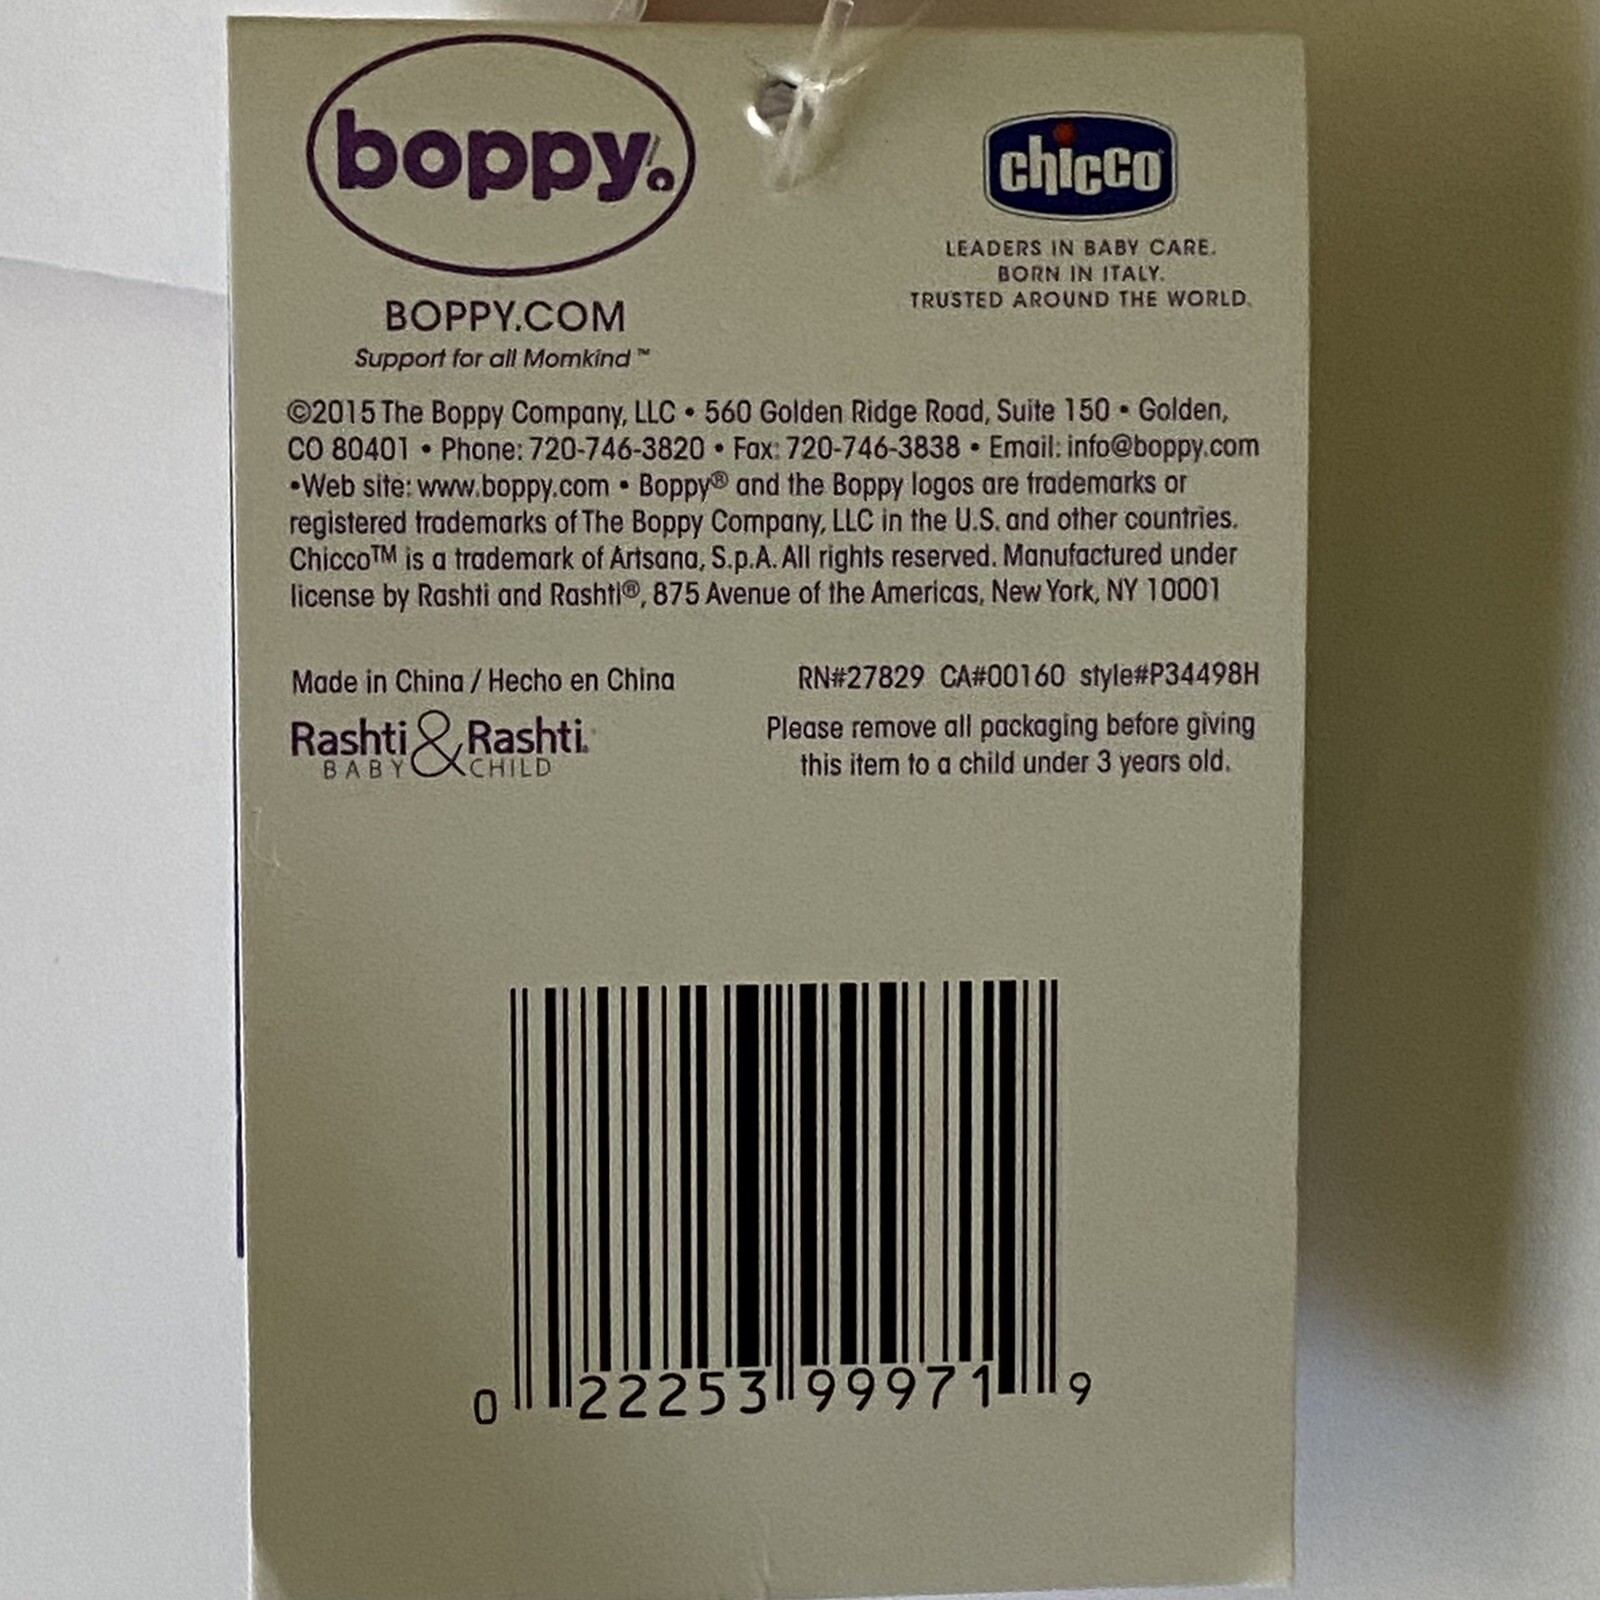 boppy®
BOPPY.COM
Support for all Momkind™
chicco
LEADERS IN BABY CARE.
BORN IN ITALY.
TRUSTED AROUND THE WORLD.
©2015 The Boppy Company, LLC • 560 Golden Ridge Road, Suite 150 • Golden,
CO 80401 • Phone: 720-746-3820 • Fax: 720-746-3838 • Email: info@boppy.com
•Web site: www.boppy.com • Boppy® and the Boppy logos are trademarks or
registered trademarks of The Boppy Company, LLC in the U.S. and other countries.
Chicco™ is a trademark of Artsana, S.p.A. All rights reserved. Manufactured under
license by Rashti and Rashti®, 875 Avenue of the Americas, New York, NY 10001
Made in China / Hecho en China
Rashti & Rashti
BABY CHILD
RN#27829 CA#00160 style#P34498H
Please remove all packaging before giving
this item to a child under 3 years old.
0 22253 99971 9